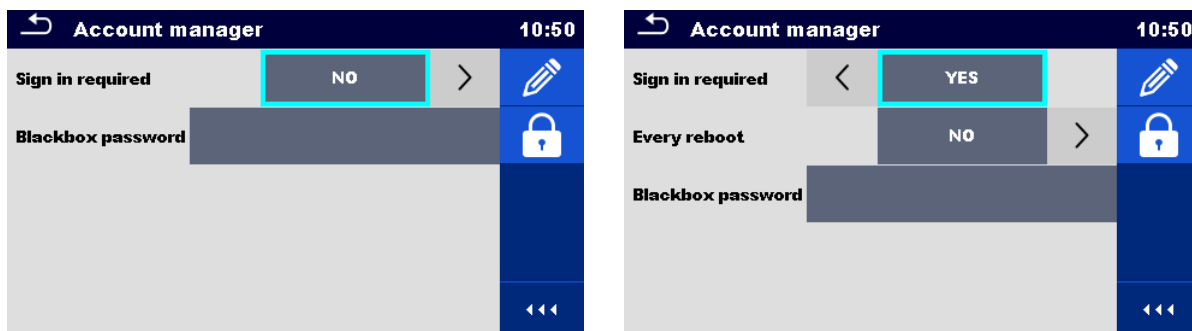 Account manager 10:50
Sign in required NO
Blackbox password
Account manager 10:50
Sign in required YES
Every reboot NO
Blackbox password